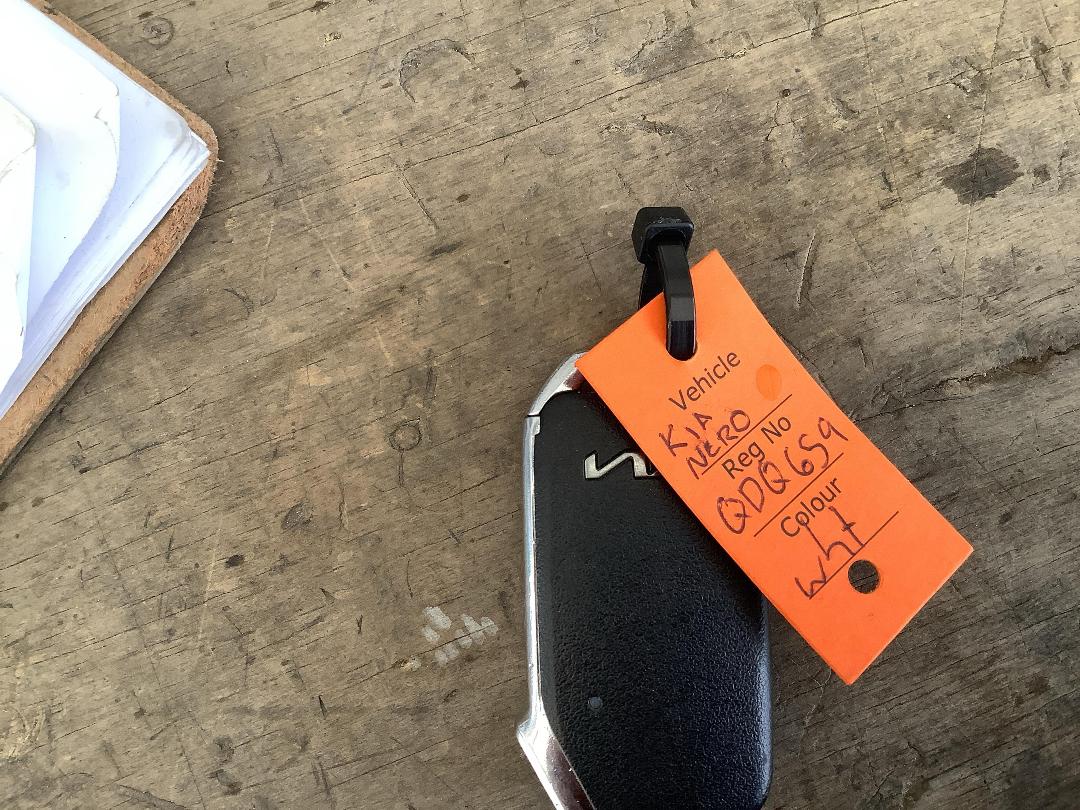 Vehicle
KIA
NERO
Reg No
QDQ659
Colour
wht